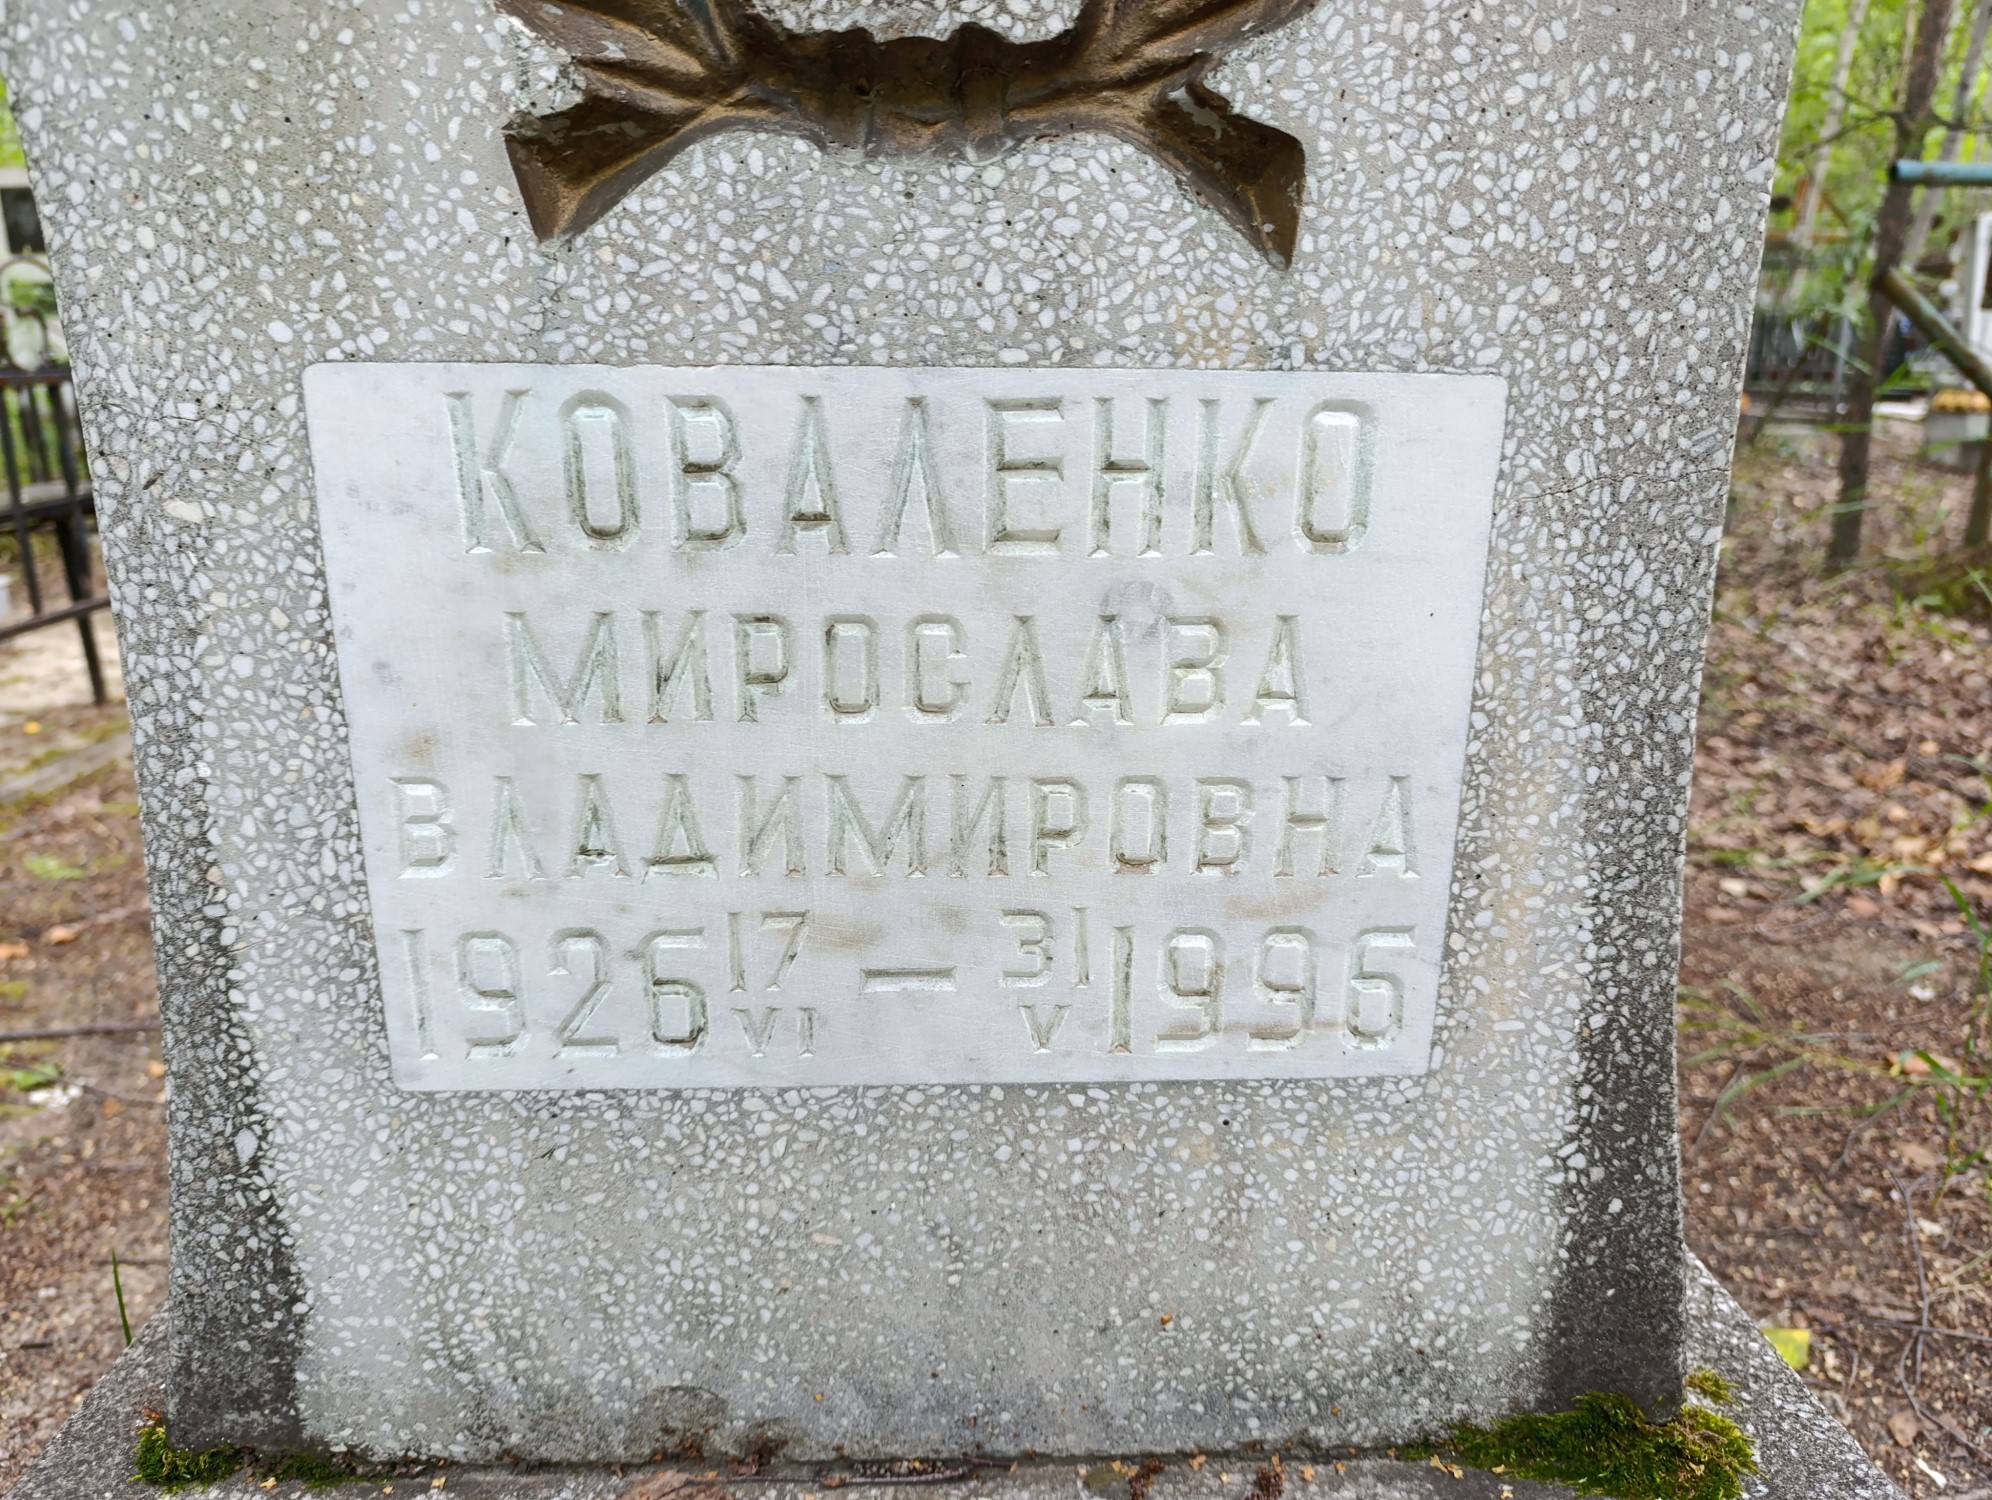 КОВАЛЕНКО
МИРОСЛАВА
ВЛАДИМИРОВНА
1926 17/VI — 31/V 1996